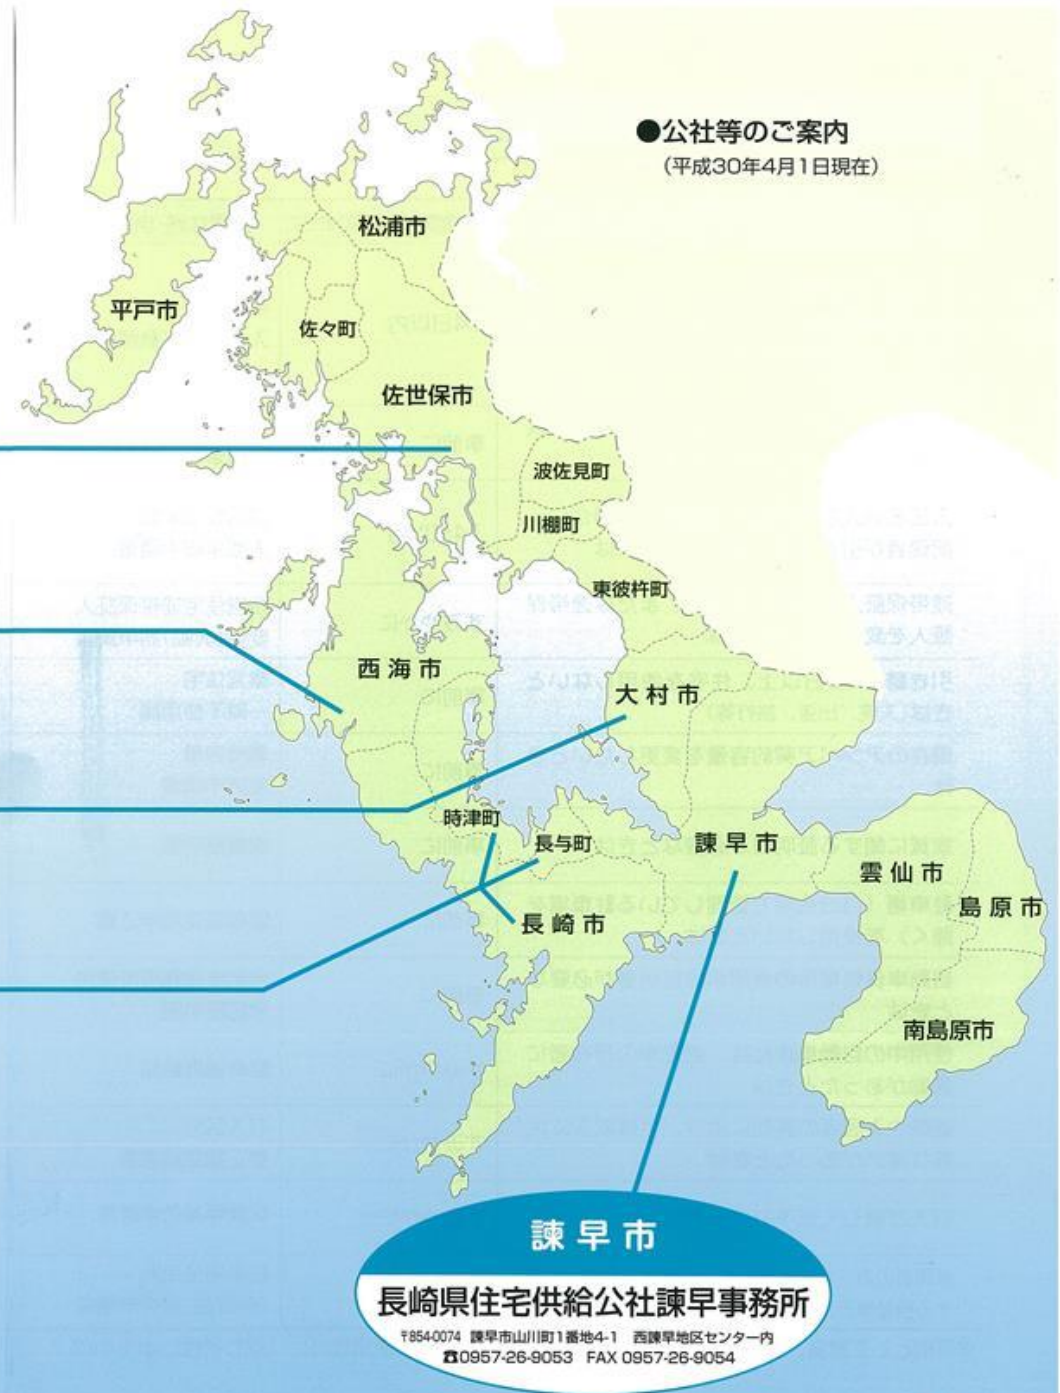 ●公社等のご案内
(平成30年4月1日現在)
松浦市
平戸市
佐々町
佐世保市
波佐見町
川棚町
東彼杵町
西海市
大村市
時津町
長与町
諫早市
雲仙市
島原市
長崎市
南島原市
諫早市
長崎県住宅供給公社諫早事務所
〒854-0074 諫早市山川町1番地4-1 西諫早地区センター内
☎0957-26-9053 FAX 0957-26-9054